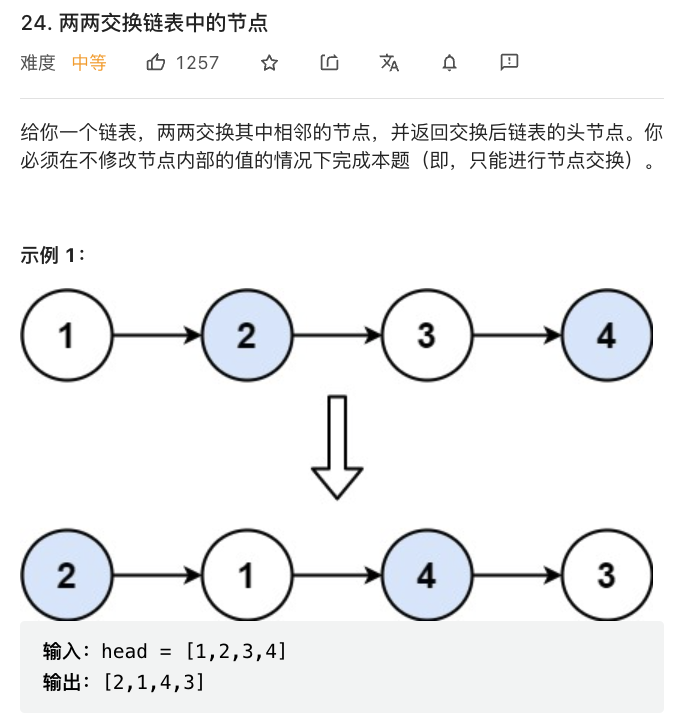 24. 两两交换链表中的节点
难度 中等 1257
给你一个链表，两两交换其中相邻的节点，并返回交换后链表的头节点。你
必须在不修改节点内部的值的情况下完成本题（即，只能进行节点交换）。
示例 1：
1 2 3 4
2 1 4 3
输入：head = [1,2,3,4]
输出：[2,1,4,3]